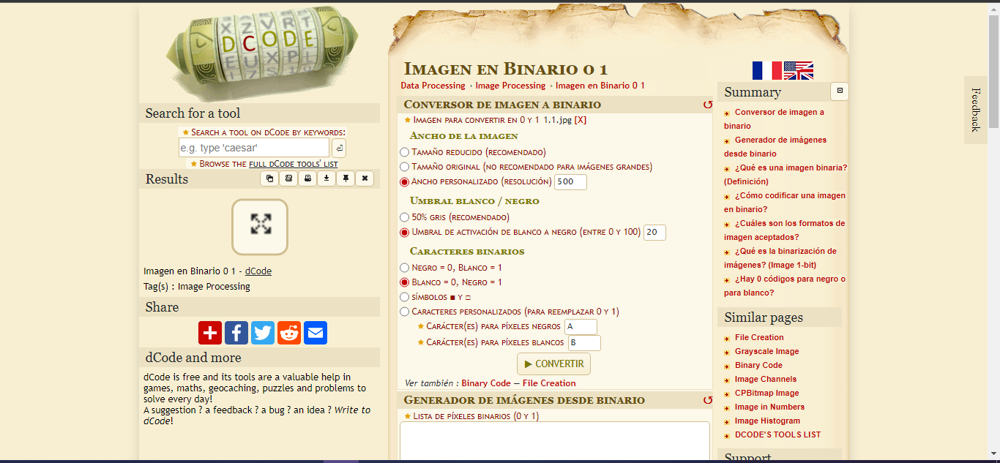 DCODE
Search for a tool
Search a tool on dCode by keywords:
e.g. type 'caesar'
Browse the full dCode tools' list
Results
Imagen en Binario 0 1 - dCode
Tag(s) : Image Processing
Share
dCode and more
dCode is free and its tools are a valuable help in
games, maths, geocaching, puzzles and problems to
solve every day!
A suggestion ? a feedback ? a bug ? an idea ? Write to
dCode!
Imagen en Binario 0 1
Data Processing › Image Processing › Imagen en Binario 0 1
Conversor de imagen a binario
Imagen para convertir en 0 y 1 1.1.jpg [X]
Ancho de la imagen
Tamaño reducido (recomendado)
Tamaño original (no recomendado para imágenes grandes)
Ancho personalizado (resolución) 500
Umbral blanco / negro
50% gris (recomendado)
Umbral de activación de blanco a negro (entre 0 y 100) 20
Caracteres binarios
Negro = 0, Blanco = 1
Blanco = 0, Negro = 1
símbolos ■ y □
Caracteres personalizados (para reemplazar 0 y 1)
Carácter(es) para píxeles negros A
Carácter(es) para píxeles blancos B
▶ CONVERTIR
Ver también : Binary Code — File Creation
Generador de imágenes desde binario
Lista de píxeles binarios (0 y 1)
Summary
Conversor de imagen a
binario
Generador de imágenes
desde binario
¿Qué es una imagen binaria?
(Definición)
¿Cómo codificar una imagen
en binario?
¿Cuáles son los formatos de
imagen aceptados?
¿Qué es la binarización de
imágenes? (Image 1-bit)
¿Hay 0 códigos para negro o
para blanco?
Similar pages
File Creation
Grayscale Image
Binary Code
Image Channels
CPBitmap Image
Image in Numbers
Image Histogram
DCODE'S TOOLS LIST
Support
Feedback